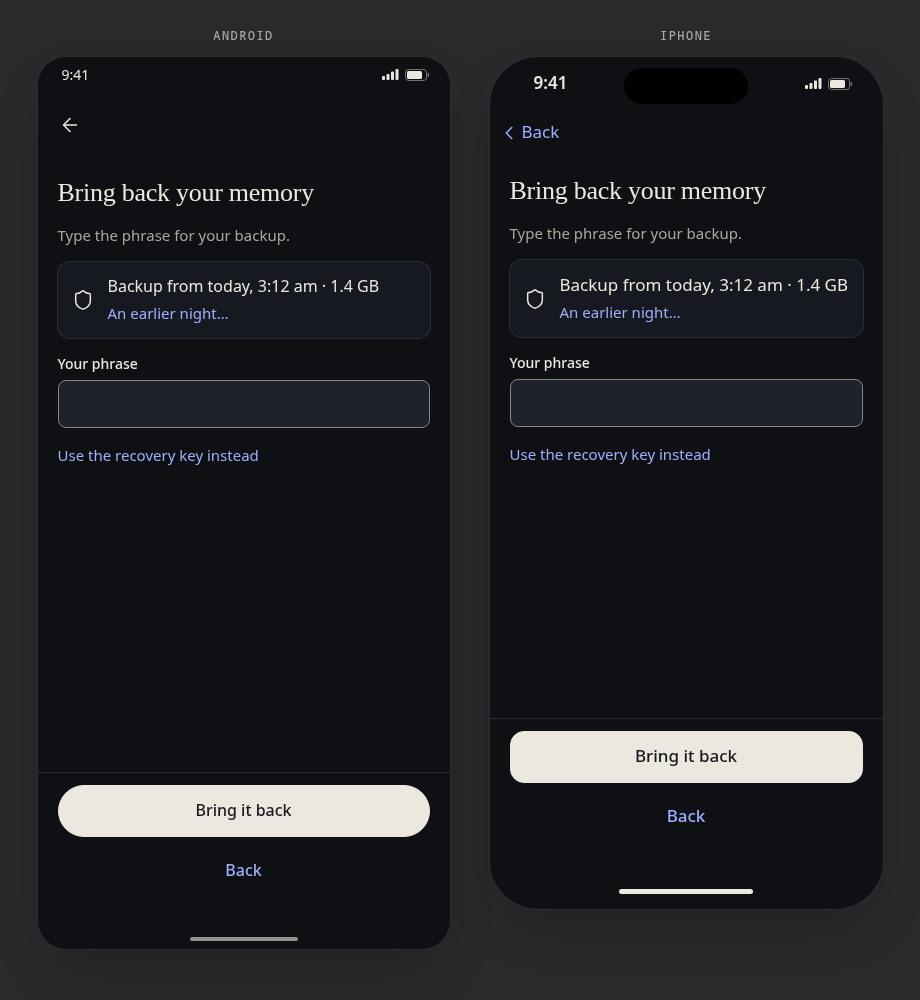 ANDROID
9:41
Bring back your memory
Type the phrase for your backup.
Backup from today, 3:12 am · 1.4 GB
An earlier night…
Your phrase
Use the recovery key instead
Bring it back
Back
IPHONE
9:41
Back
Bring back your memory
Type the phrase for your backup.
Backup from today, 3:12 am · 1.4 GB
An earlier night…
Your phrase
Use the recovery key instead
Bring it back
Back